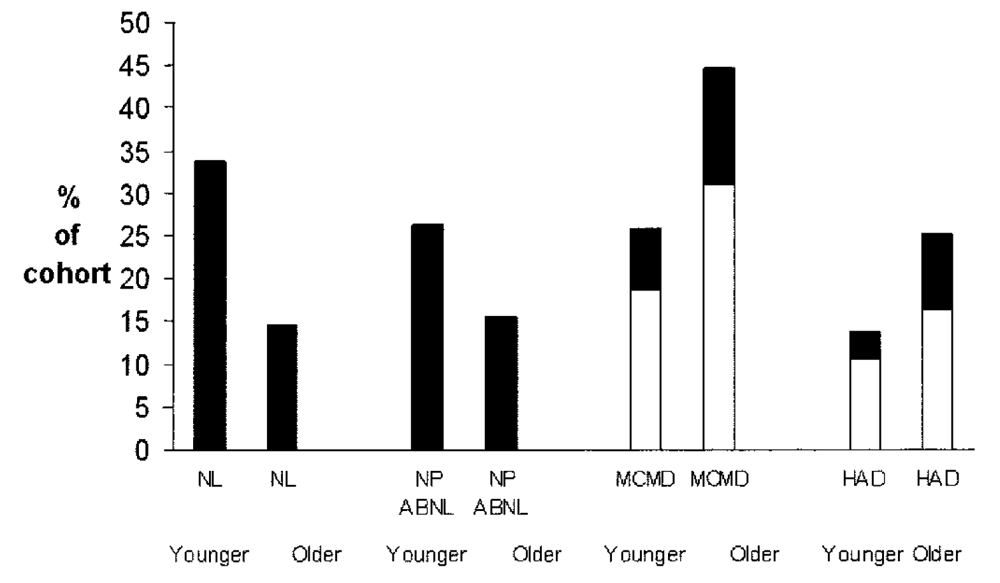 50
45
40
35
30
25
20
15
10
5
0
%
of
cohort
NL NL NP NP MCMD MCMD HAD HAD
ABNL ABNL
Younger Older Younger Older Younger Older Younger Older